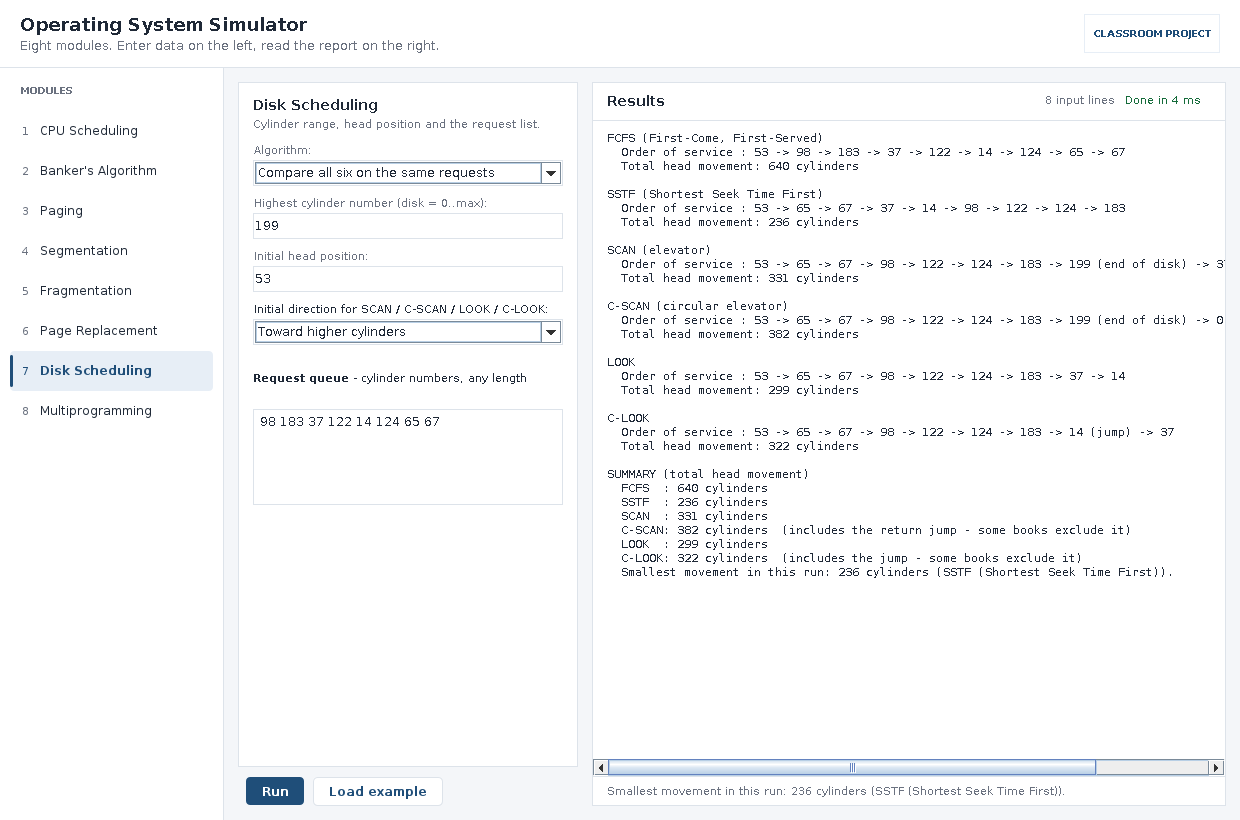 Operating System Simulator
Eight modules. Enter data on the left, read the report on the right.
CLASSROOM PROJECT
MODULES
1 CPU Scheduling
2 Banker's Algorithm
3 Paging
4 Segmentation
5 Fragmentation
6 Page Replacement
7 Disk Scheduling
8 Multiprogramming
Disk Scheduling
Cylinder range, head position and the request list.
Algorithm:
Compare all six on the same requests
Highest cylinder number (disk = 0..max):
199
Initial head position:
53
Initial direction for SCAN / C-SCAN / LOOK / C-LOOK:
Toward higher cylinders
Request queue - cylinder numbers, any length
98 183 37 122 14 124 65 67
Run
Load example
Results
8 input lines Done in 4 ms
FCFS (First-Come, First-Served)
Order of service : 53 -> 98 -> 183 -> 37 -> 122 -> 14 -> 124 -> 65 -> 67
Total head movement: 640 cylinders
SSTF (Shortest Seek Time First)
Order of service : 53 -> 65 -> 67 -> 37 -> 14 -> 98 -> 122 -> 124 -> 183
Total head movement: 236 cylinders
SCAN (elevator)
Order of service : 53 -> 65 -> 67 -> 98 -> 122 -> 124 -> 183 -> 199 (end of disk) -> 37
Total head movement: 331 cylinders
C-SCAN (circular elevator)
Order of service : 53 -> 65 -> 67 -> 98 -> 122 -> 124 -> 183 -> 199 (end of disk) -> 0
Total head movement: 382 cylinders
LOOK
Order of service : 53 -> 65 -> 67 -> 98 -> 122 -> 124 -> 183 -> 37 -> 14
Total head movement: 299 cylinders
C-LOOK
Order of service : 53 -> 65 -> 67 -> 98 -> 122 -> 124 -> 183 -> 14 (jump) -> 37
Total head movement: 322 cylinders
SUMMARY (total head movement)
FCFS : 640 cylinders
SSTF : 236 cylinders
SCAN : 331 cylinders
C-SCAN: 382 cylinders (includes the return jump - some books exclude it)
LOOK : 299 cylinders
C-LOOK: 322 cylinders (includes the jump - some books exclude it)
Smallest movement in this run: 236 cylinders (SSTF (Shortest Seek Time First)).
Smallest movement in this run: 236 cylinders (SSTF (Shortest Seek Time First)).